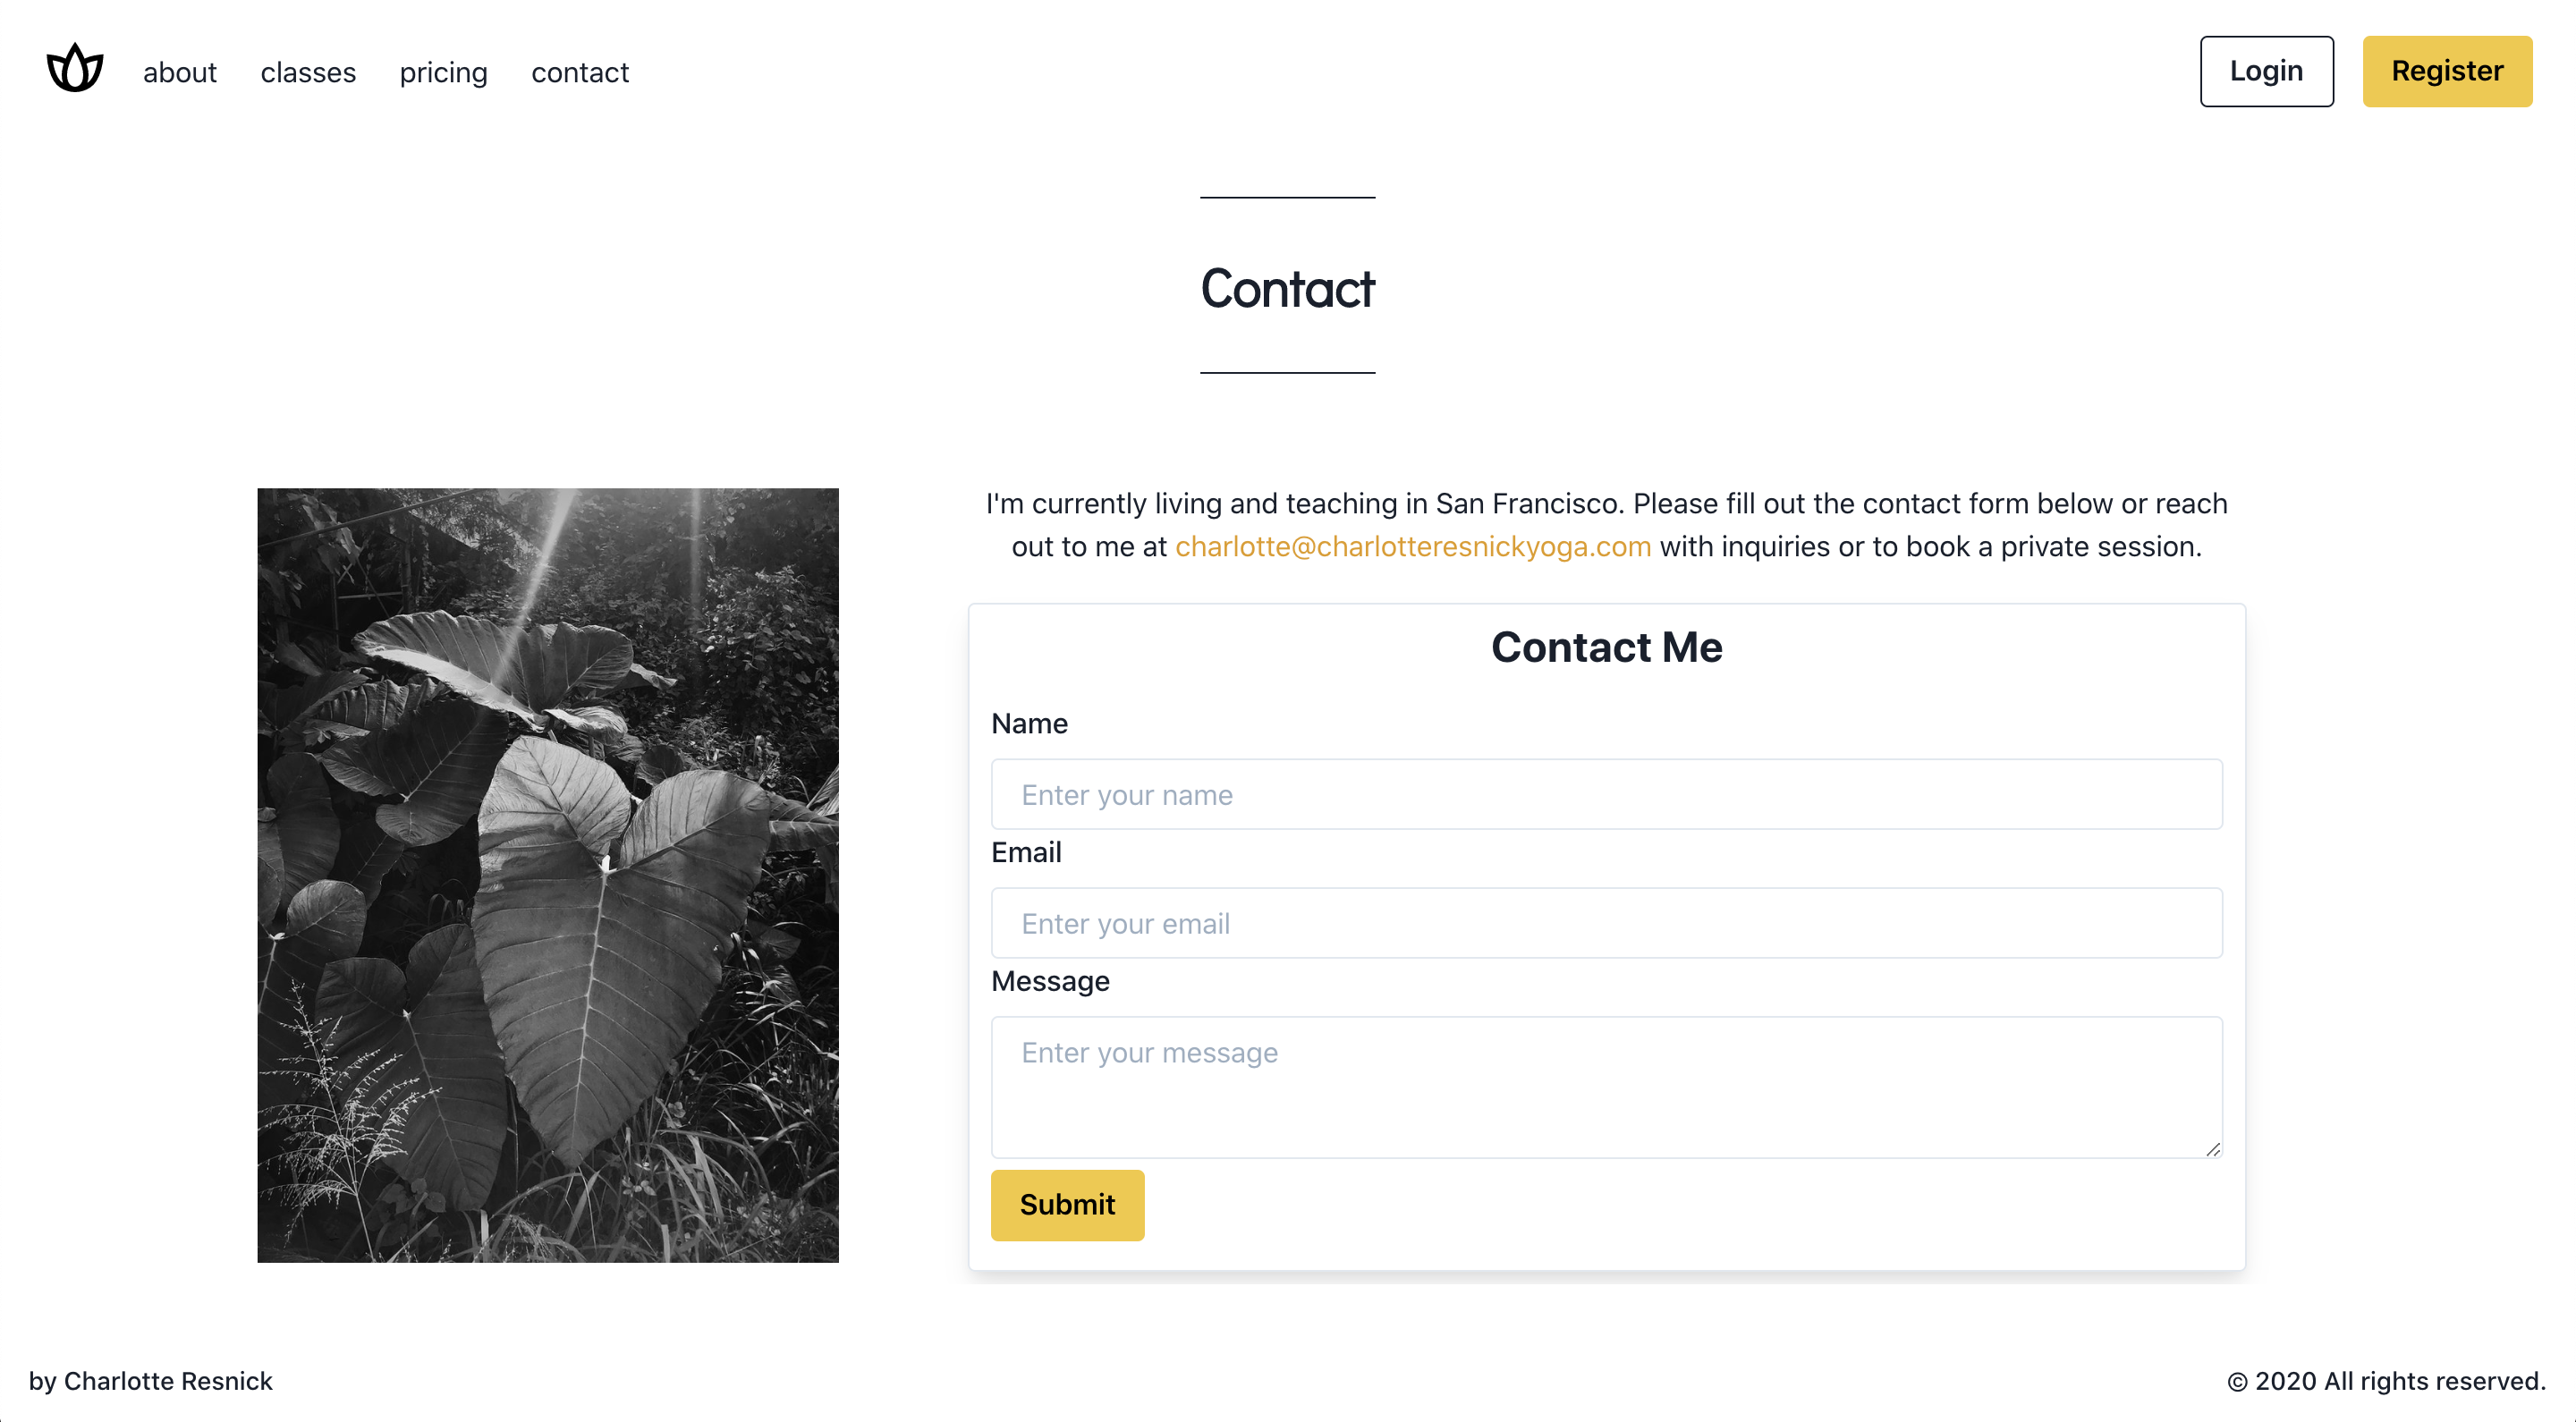 about classes pricing contact Login Register
Contact
I'm currently living and teaching in San Francisco. Please fill out the contact form below or reach
out to me at charlotte@charlotteresnickyoga.com with inquiries or to book a private session.
Contact Me
Name
Enter your name
Email
Enter your email
Message
Enter your message
Submit
by Charlotte Resnick © 2020 All rights reserved.